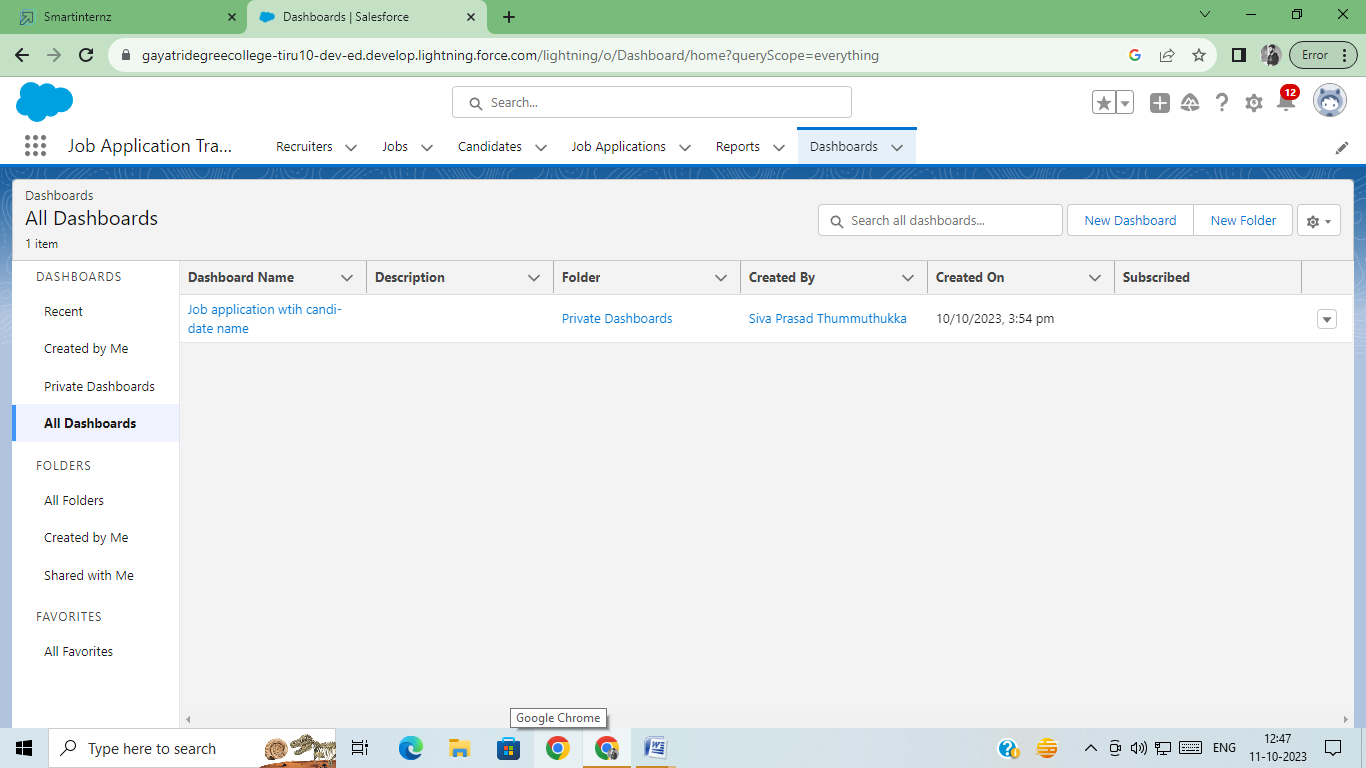 Smartinternz
Dashboards | Salesforce
gayatridegreecollege-tiru10-dev-ed.develop.lightning.force.com/lightning/o/Dashboard/home?queryScope=everything
Error
Search...
12
Job Application Tra...
Recruiters
Jobs
Candidates
Job Applications
Reports
Dashboards
Dashboards
All Dashboards
1 item
Search all dashboards...
New Dashboard
New Folder
DASHBOARDS
Recent
Created by Me
Private Dashboards
All Dashboards
FOLDERS
All Folders
Created by Me
Shared with Me
FAVORITES
All Favorites
Dashboard Name
Description
Folder
Created By
Created On
Subscribed
Job application wtih candi-
date name
Private Dashboards
Siva Prasad Thummuthukka
10/10/2023, 3:54 pm
Google Chrome
Type here to search
ENG
12:47
11-10-2023